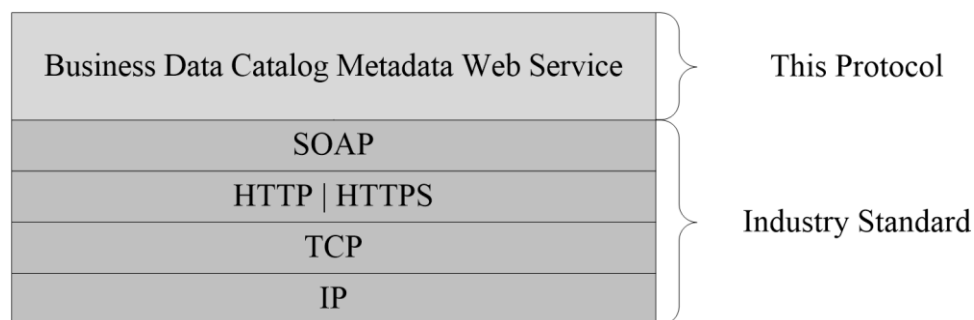 Business Data Catalog Metadata Web Service
This Protocol
SOAP
HTTP | HTTPS
TCP
IP
Industry Standard